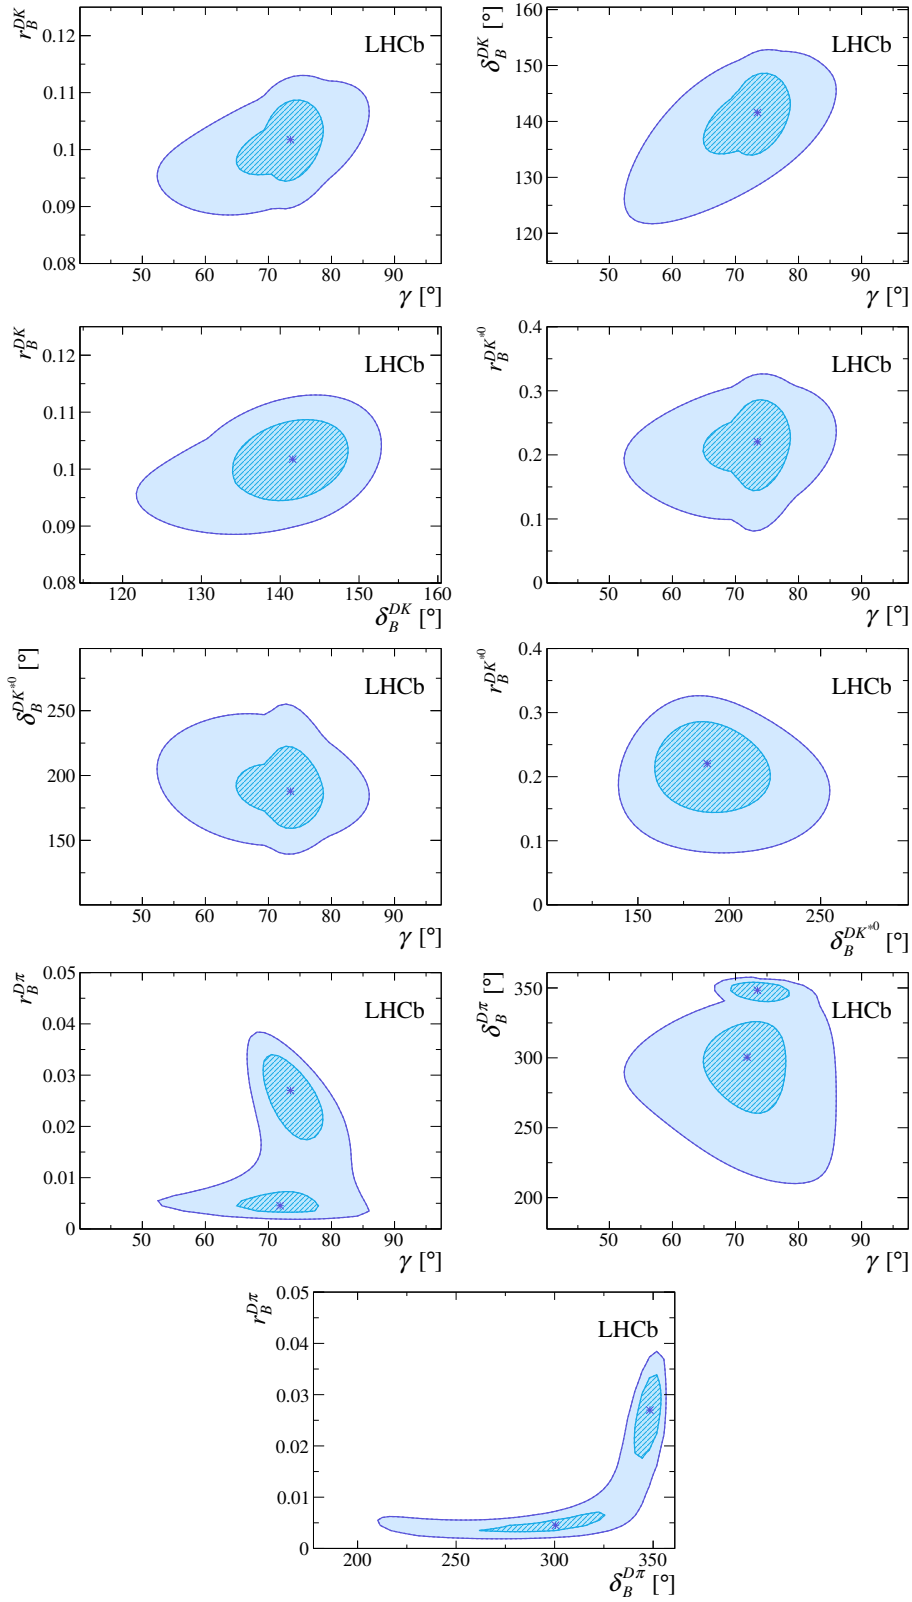 r_B^{DK}
0.12
0.11
0.1
0.09
0.08
LHCb
50 60 70 80 90
γ [°]
δ_B^{DK} [°]
160
150
140
130
120
LHCb
50 60 70 80 90
γ [°]
r_B^{DK}
0.12
0.11
0.1
0.09
0.08
LHCb
120 130 140 150 160
δ_B^{DK} [°]
r_B^{DK*0}
0.4
0.3
0.2
0.1
0
LHCb
50 60 70 80 90
γ [°]
δ_B^{DK*0} [°]
250
200
150
LHCb
50 60 70 80 90
γ [°]
r_B^{DK*0}
0.4
0.3
0.2
0.1
0
LHCb
150 200 250
δ_B^{DK*0} [°]
r_B^{Dπ}
0.05
0.04
0.03
0.02
0.01
0
LHCb
50 60 70 80 90
γ [°]
δ_B^{Dπ} [°]
350
300
250
200
LHCb
50 60 70 80 90
γ [°]
r_B^{Dπ}
0.05
0.04
0.03
0.02
0.01
0
LHCb
200 250 300 350
δ_B^{Dπ} [°]